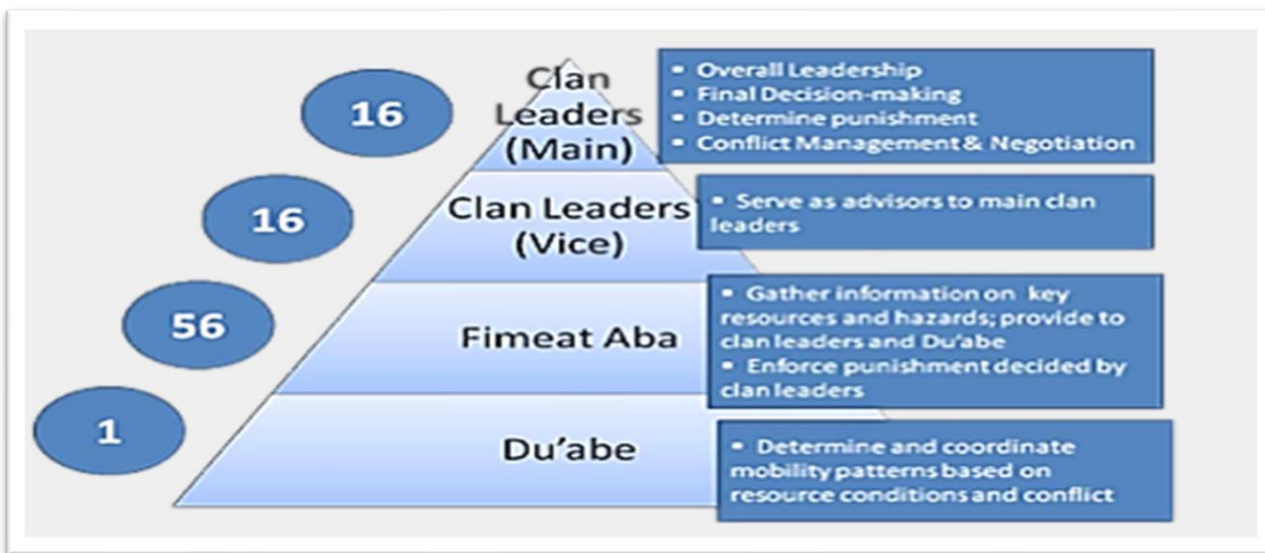 16
Clan
Leaders
(Main)
▪ Overall Leadership
▪ Final Decision-making
▪ Determine punishment
▪ Conflict Management & Negotiation
16
Clan Leaders
(Vice)
▪ Serve as advisors to main clan
leaders
56
Fimeat Aba
▪ Gather information on key
resources and hazards; provide to
clan leaders and Du'abe
▪ Enforce punishment decided by
clan leaders
1
Du'abe
▪ Determine and coordinate
mobility patterns based on
resource conditions and conflict